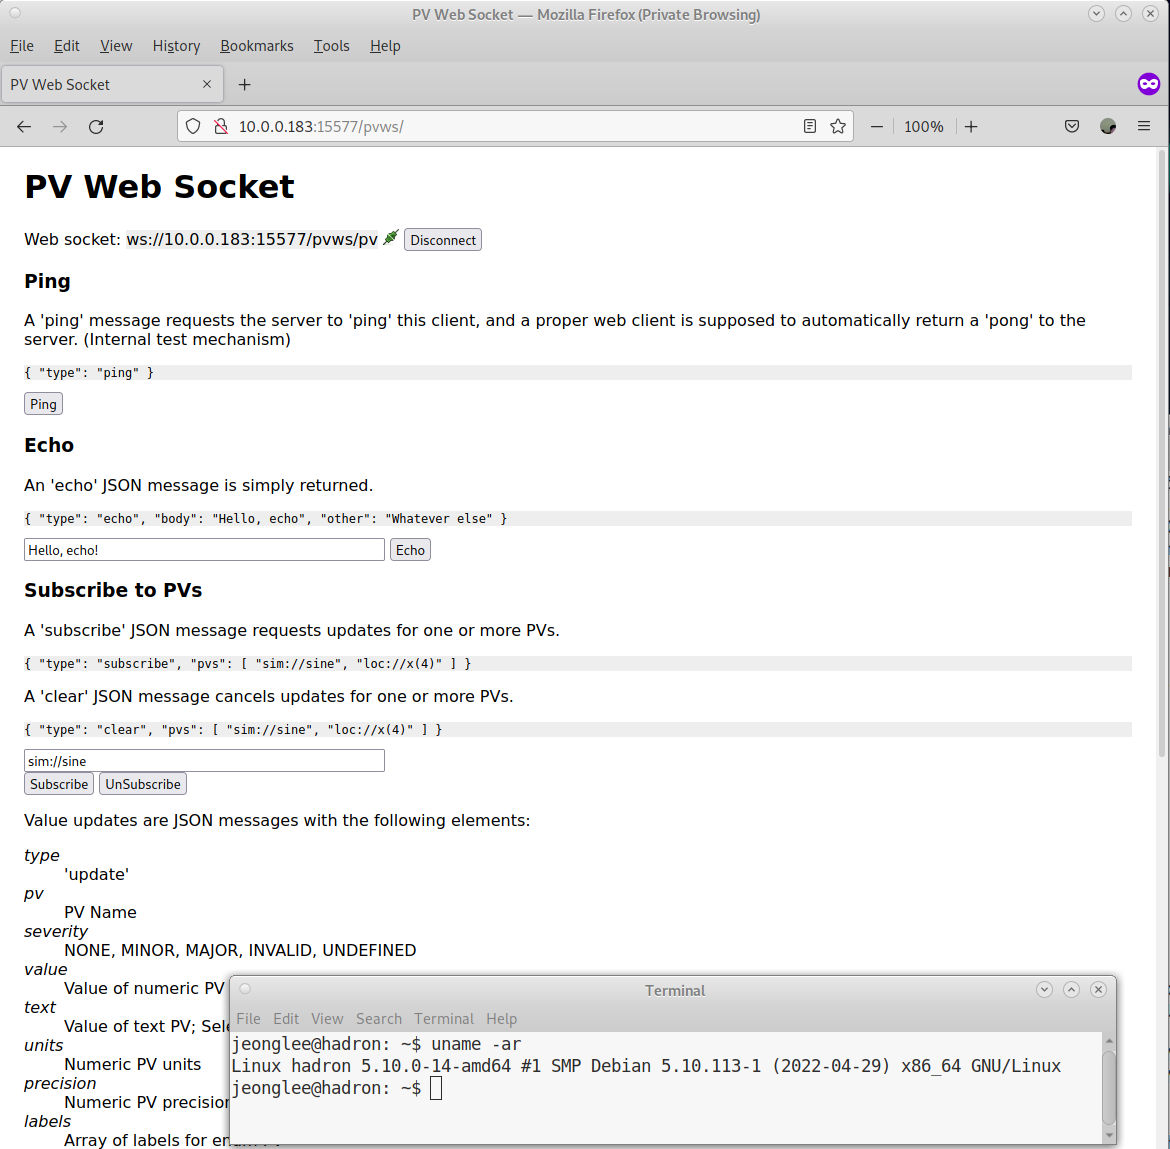 PV Web Socket — Mozilla Firefox (Private Browsing)
File Edit View History Bookmarks Tools Help
PV Web Socket
10.0.0.183:15577/pvws/
100%
PV Web Socket
Web socket: ws://10.0.0.183:15577/pvws/pv Disconnect
Ping
A 'ping' message requests the server to 'ping' this client, and a proper web client is supposed to automatically return a 'pong' to the
server. (Internal test mechanism)
{ "type": "ping" }
Ping
Echo
An 'echo' JSON message is simply returned.
{ "type": "echo", "body": "Hello, echo", "other": "Whatever else" }
Hello, echo! Echo
Subscribe to PVs
A 'subscribe' JSON message requests updates for one or more PVs.
{ "type": "subscribe", "pvs": [ "sim://sine", "loc://x(4)" ] }
A 'clear' JSON message cancels updates for one or more PVs.
{ "type": "clear", "pvs": [ "sim://sine", "loc://x(4)" ] }
sim://sine
Subscribe UnSubscribe
Value updates are JSON messages with the following elements:
type
'update'
pv
PV Name
severity
NONE, MINOR, MAJOR, INVALID, UNDEFINED
value
Value of numeric PV
text
Value of text PV;
units
Numeric PV units
precision
Numeric PV precision
labels
Array of labels for
Terminal
File Edit View Search Terminal Help
jeonglee@hadron: ~$ uname -ar
Linux hadron 5.10.0-14-amd64 #1 SMP Debian 5.10.113-1 (2022-04-29) x86_64 GNU/Linux
jeonglee@hadron: ~$